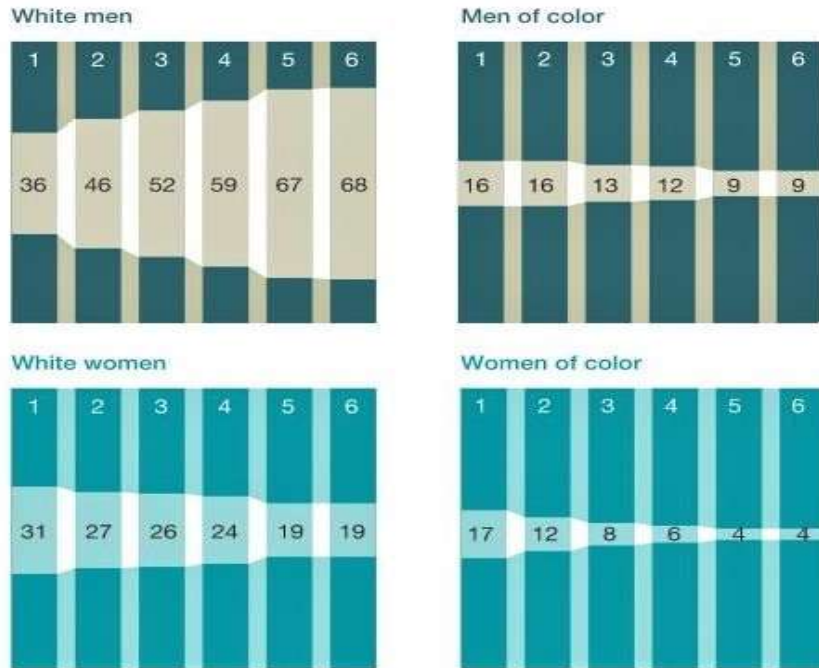 White men
1 2 3 4 5 6
36 46 52 59 67 68
Men of color
1 2 3 4 5 6
16 16 13 12 9 9
White women
1 2 3 4 5 6
31 27 26 24 19 19
Women of color
1 2 3 4 5 6
17 12 8 6 4 4